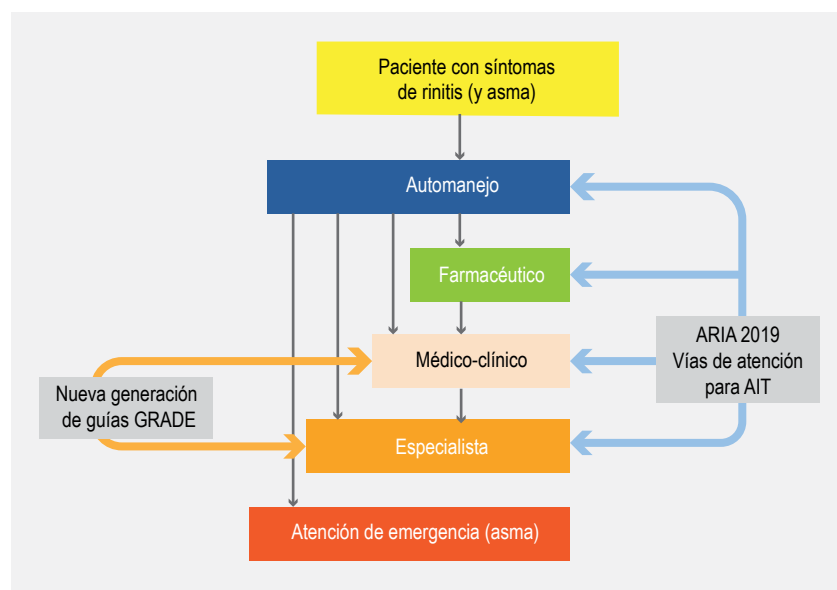 Paciente con síntomas
de rinitis (y asma)
Automanejo
Farmacéutico
Médico-clínico
Especialista
Atención de emergencia (asma)
Nueva generación
de guías GRADE
ARIA 2019
Vías de atención
para AIT